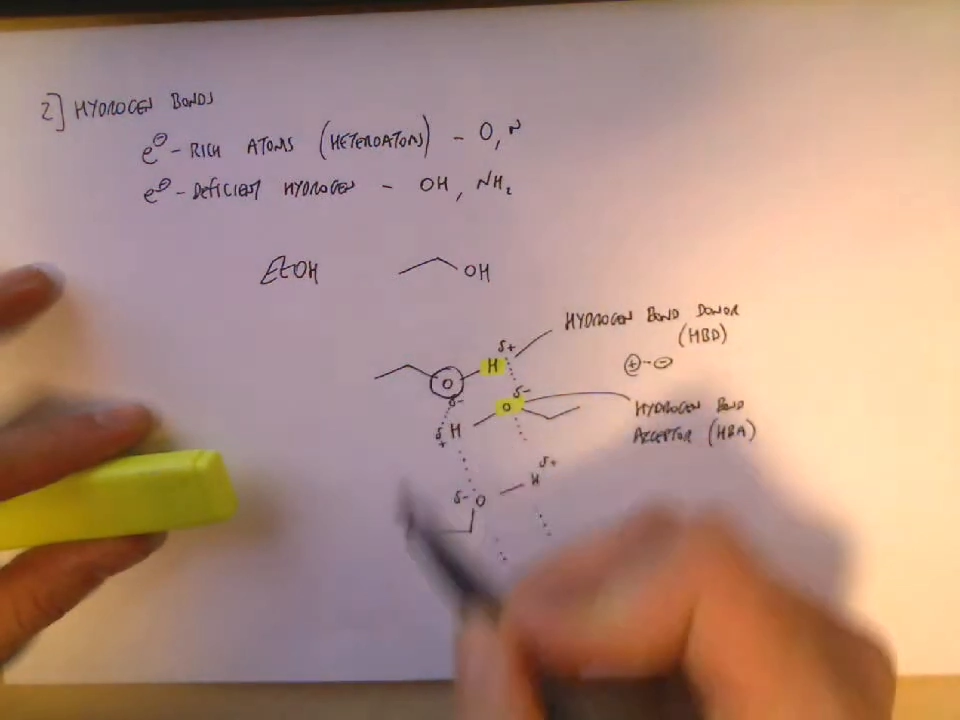 2] HYDROGEN BONDS
e⊖-RICH ATOMS (HETEROATOMS) - O, N
e⊖-DEFICIENT HYDROGEN - OH, NH₂
EtOH
OH
HYDROGEN BOND DONOR
(HBD)
⊕-⊖
δ+
H
O
δ-
δ-
O
H
δ+
HYDROGEN BOND
ACCEPTOR (HBA)
δ+
H
δ-
O